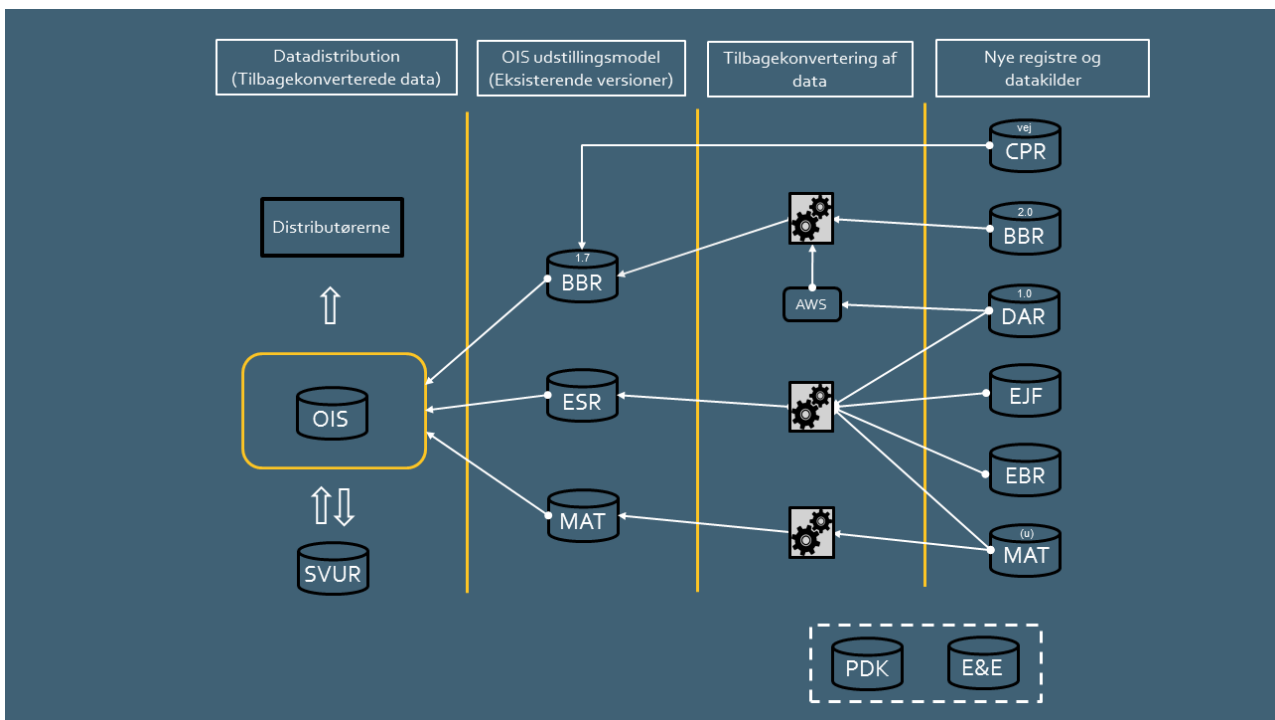 Datadistribution
(Tilbagekonverterede data)
OIS udstillingsmodel
(Eksisterende versioner)
Tilbagekonvertering af
data
Nye registre og
datakilder
vej
CPR
2.0
BBR
Distributørerne
1.7
BBR
AWS
1.0
DAR
OIS
ESR
EJF
EBR
MAT
(u)
MAT
SVUR
PDK
E&E